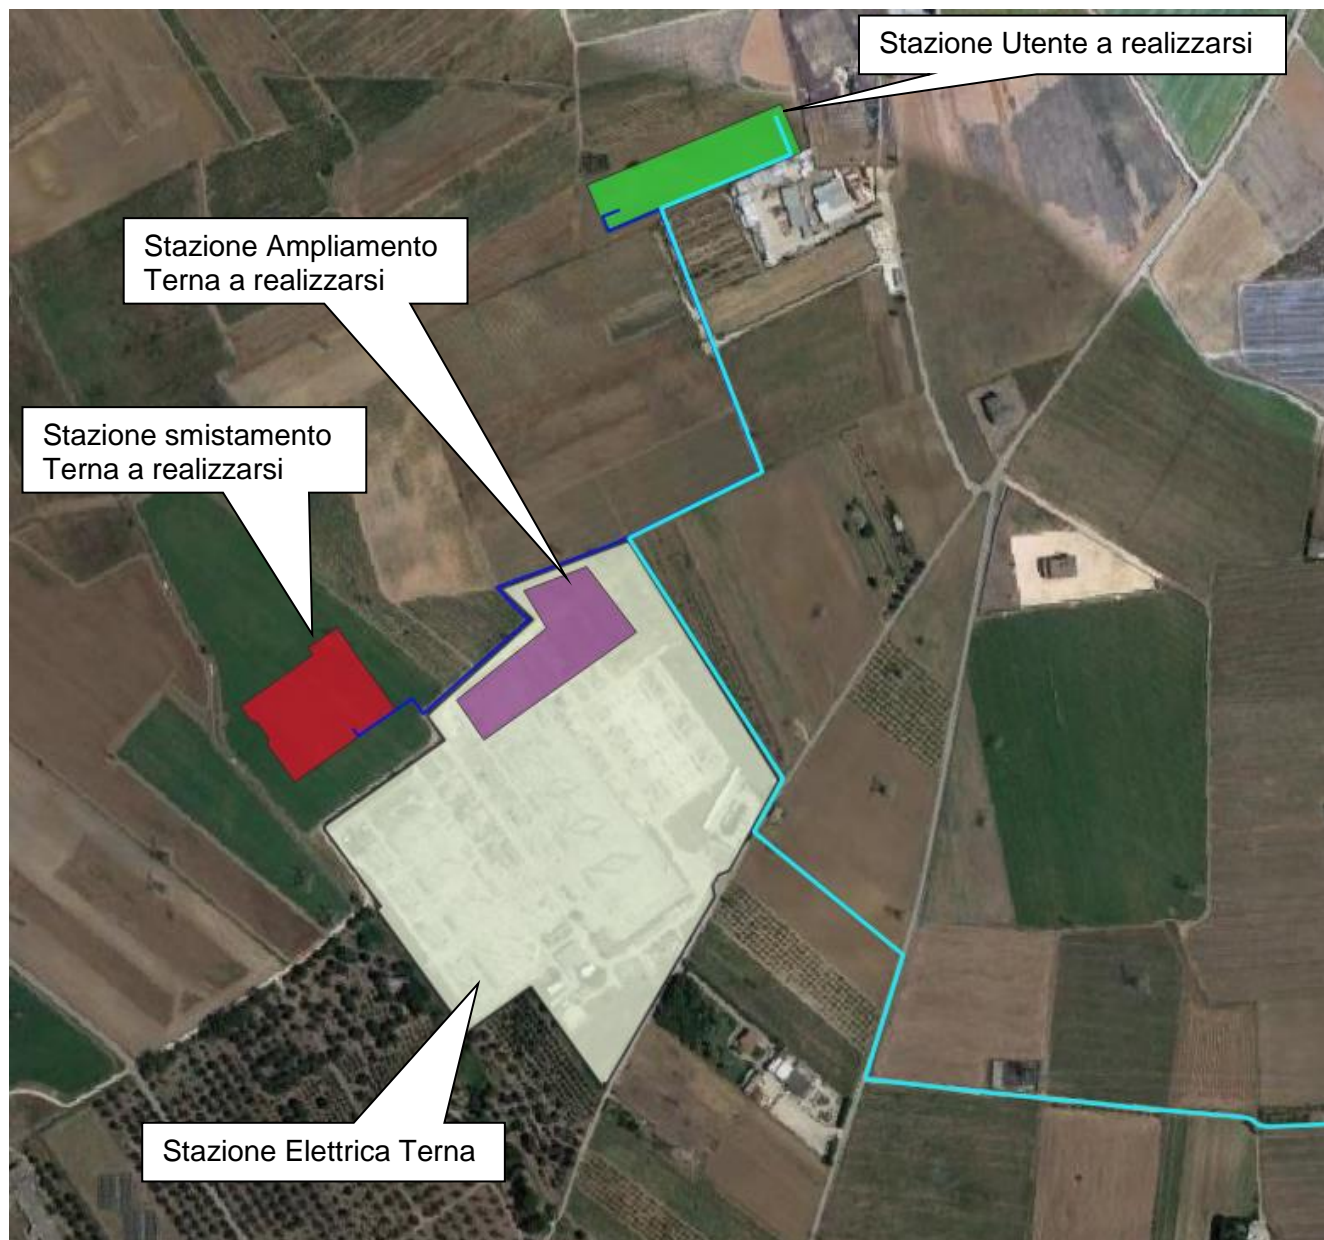 Stazione Utente a realizzarsi
Stazione Ampliamento
Terna a realizzarsi
Stazione smistamento
Terna a realizzarsi
Stazione Elettrica Terna